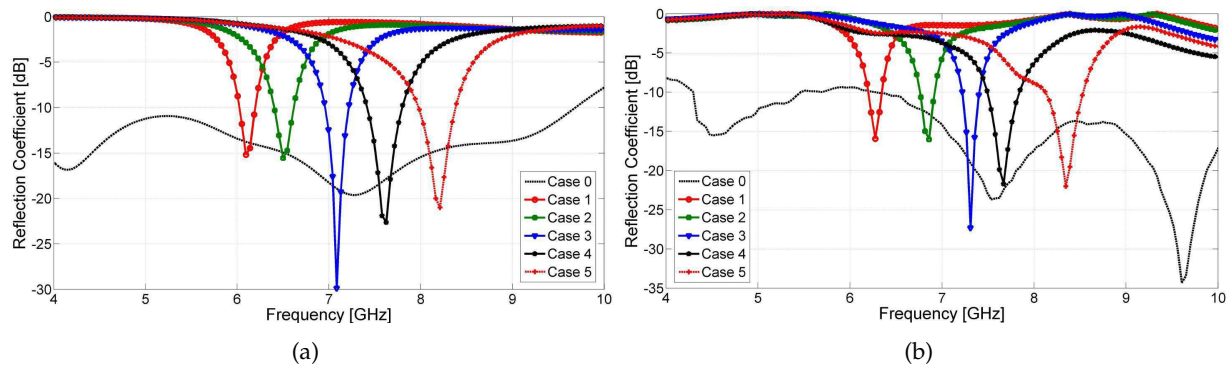 0
-5
-10
-15
-20
-25
-30
Reflection Coefficient [dB]
4
5
6
7
8
9
10
Frequency [GHz]
Case 0
Case 1
Case 2
Case 3
Case 4
Case 5
(a)
0
-5
-10
-15
-20
-25
-30
-35
Reflection Coefficient [dB]
4
5
6
7
8
9
10
Frequency [GHz]
Case 0
Case 1
Case 2
Case 3
Case 4
Case 5
(b)